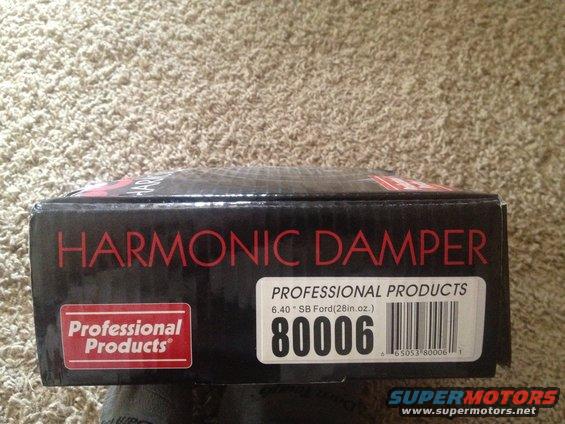 HARM
HARMONIC DAMPER
PROFESSIONAL PRODUCTS
6.40 " SB Ford(28in.oz.)
80006
6 65053 80006 1
Professional
Products®
SUPERMOTORS
www.supermotors.net